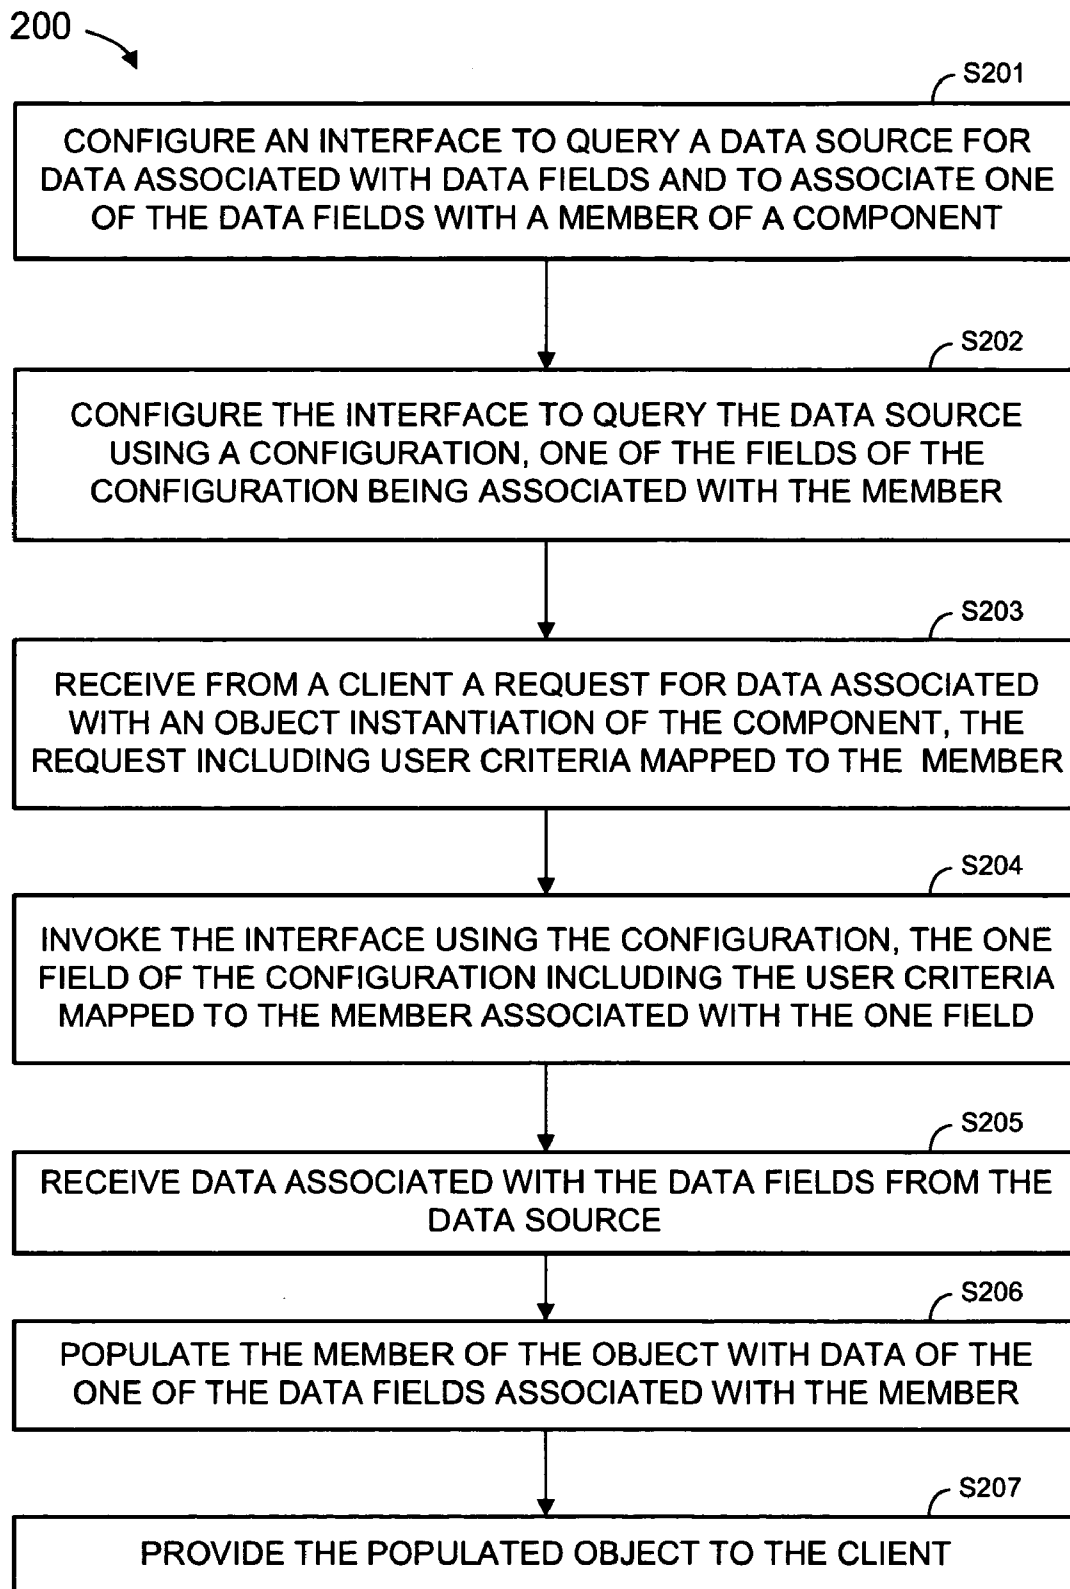 200
S201
CONFIGURE AN INTERFACE TO QUERY A DATA SOURCE FOR
DATA ASSOCIATED WITH DATA FIELDS AND TO ASSOCIATE ONE
OF THE DATA FIELDS WITH A MEMBER OF A COMPONENT
S202
CONFIGURE THE INTERFACE TO QUERY THE DATA SOURCE
USING A CONFIGURATION, ONE OF THE FIELDS OF THE
CONFIGURATION BEING ASSOCIATED WITH THE MEMBER
S203
RECEIVE FROM A CLIENT A REQUEST FOR DATA ASSOCIATED
WITH AN OBJECT INSTANTIATION OF THE COMPONENT, THE
REQUEST INCLUDING USER CRITERIA MAPPED TO THE MEMBER
S204
INVOKE THE INTERFACE USING THE CONFIGURATION, THE ONE
FIELD OF THE CONFIGURATION INCLUDING THE USER CRITERIA
MAPPED TO THE MEMBER ASSOCIATED WITH THE ONE FIELD
S205
RECEIVE DATA ASSOCIATED WITH THE DATA FIELDS FROM THE
DATA SOURCE
S206
POPULATE THE MEMBER OF THE OBJECT WITH DATA OF THE
ONE OF THE DATA FIELDS ASSOCIATED WITH THE MEMBER
S207
PROVIDE THE POPULATED OBJECT TO THE CLIENT